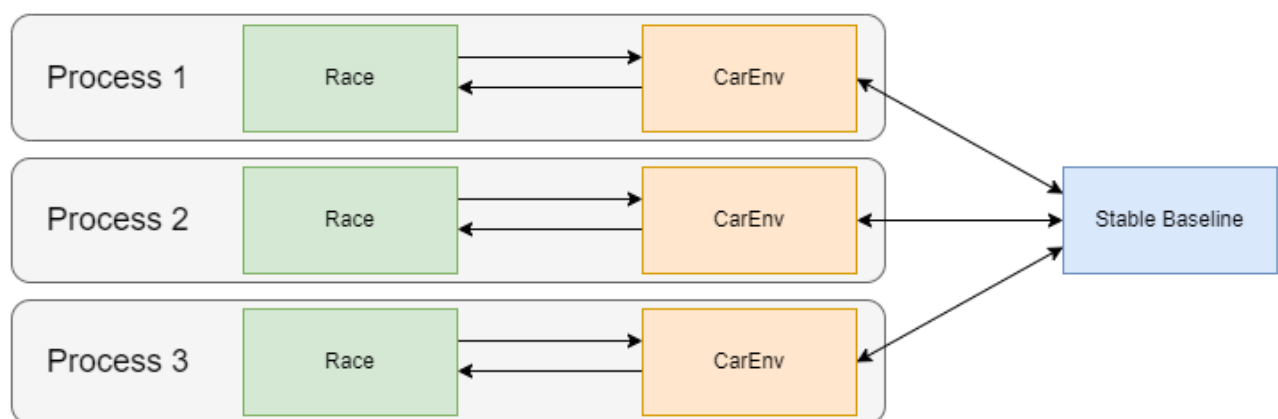 Process 1
Race
CarEnv
Process 2
Race
CarEnv
Stable Baseline
Process 3
Race
CarEnv